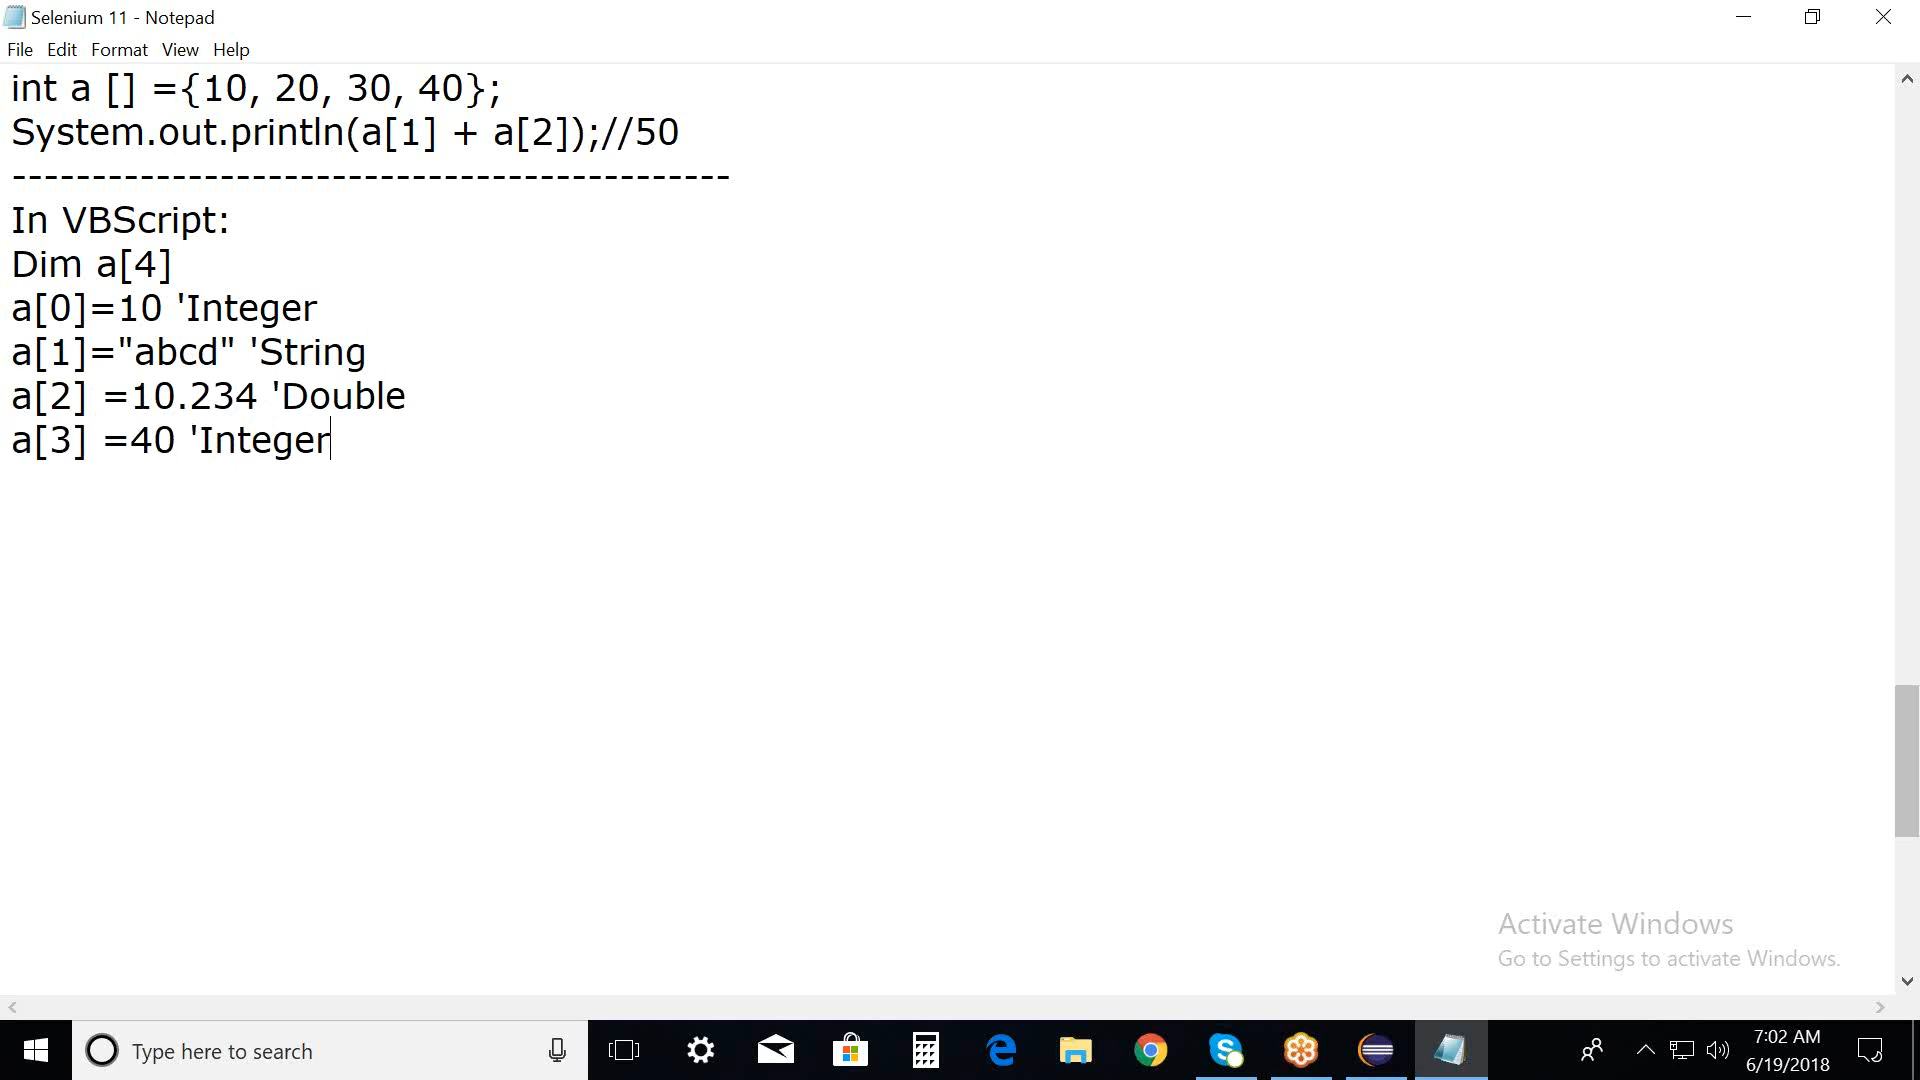 Selenium 11 - Notepad
File Edit Format View Help
int a [] ={10, 20, 30, 40};
System.out.println(a[1] + a[2]);//50
---------------------------------------------
In VBScript:
Dim a[4]
a[0]=10 'Integer
a[1]="abcd" 'String
a[2] =10.234 'Double
a[3] =40 'Integer
Activate Windows
Go to Settings to activate Windows.
Type here to search
7:02 AM
6/19/2018